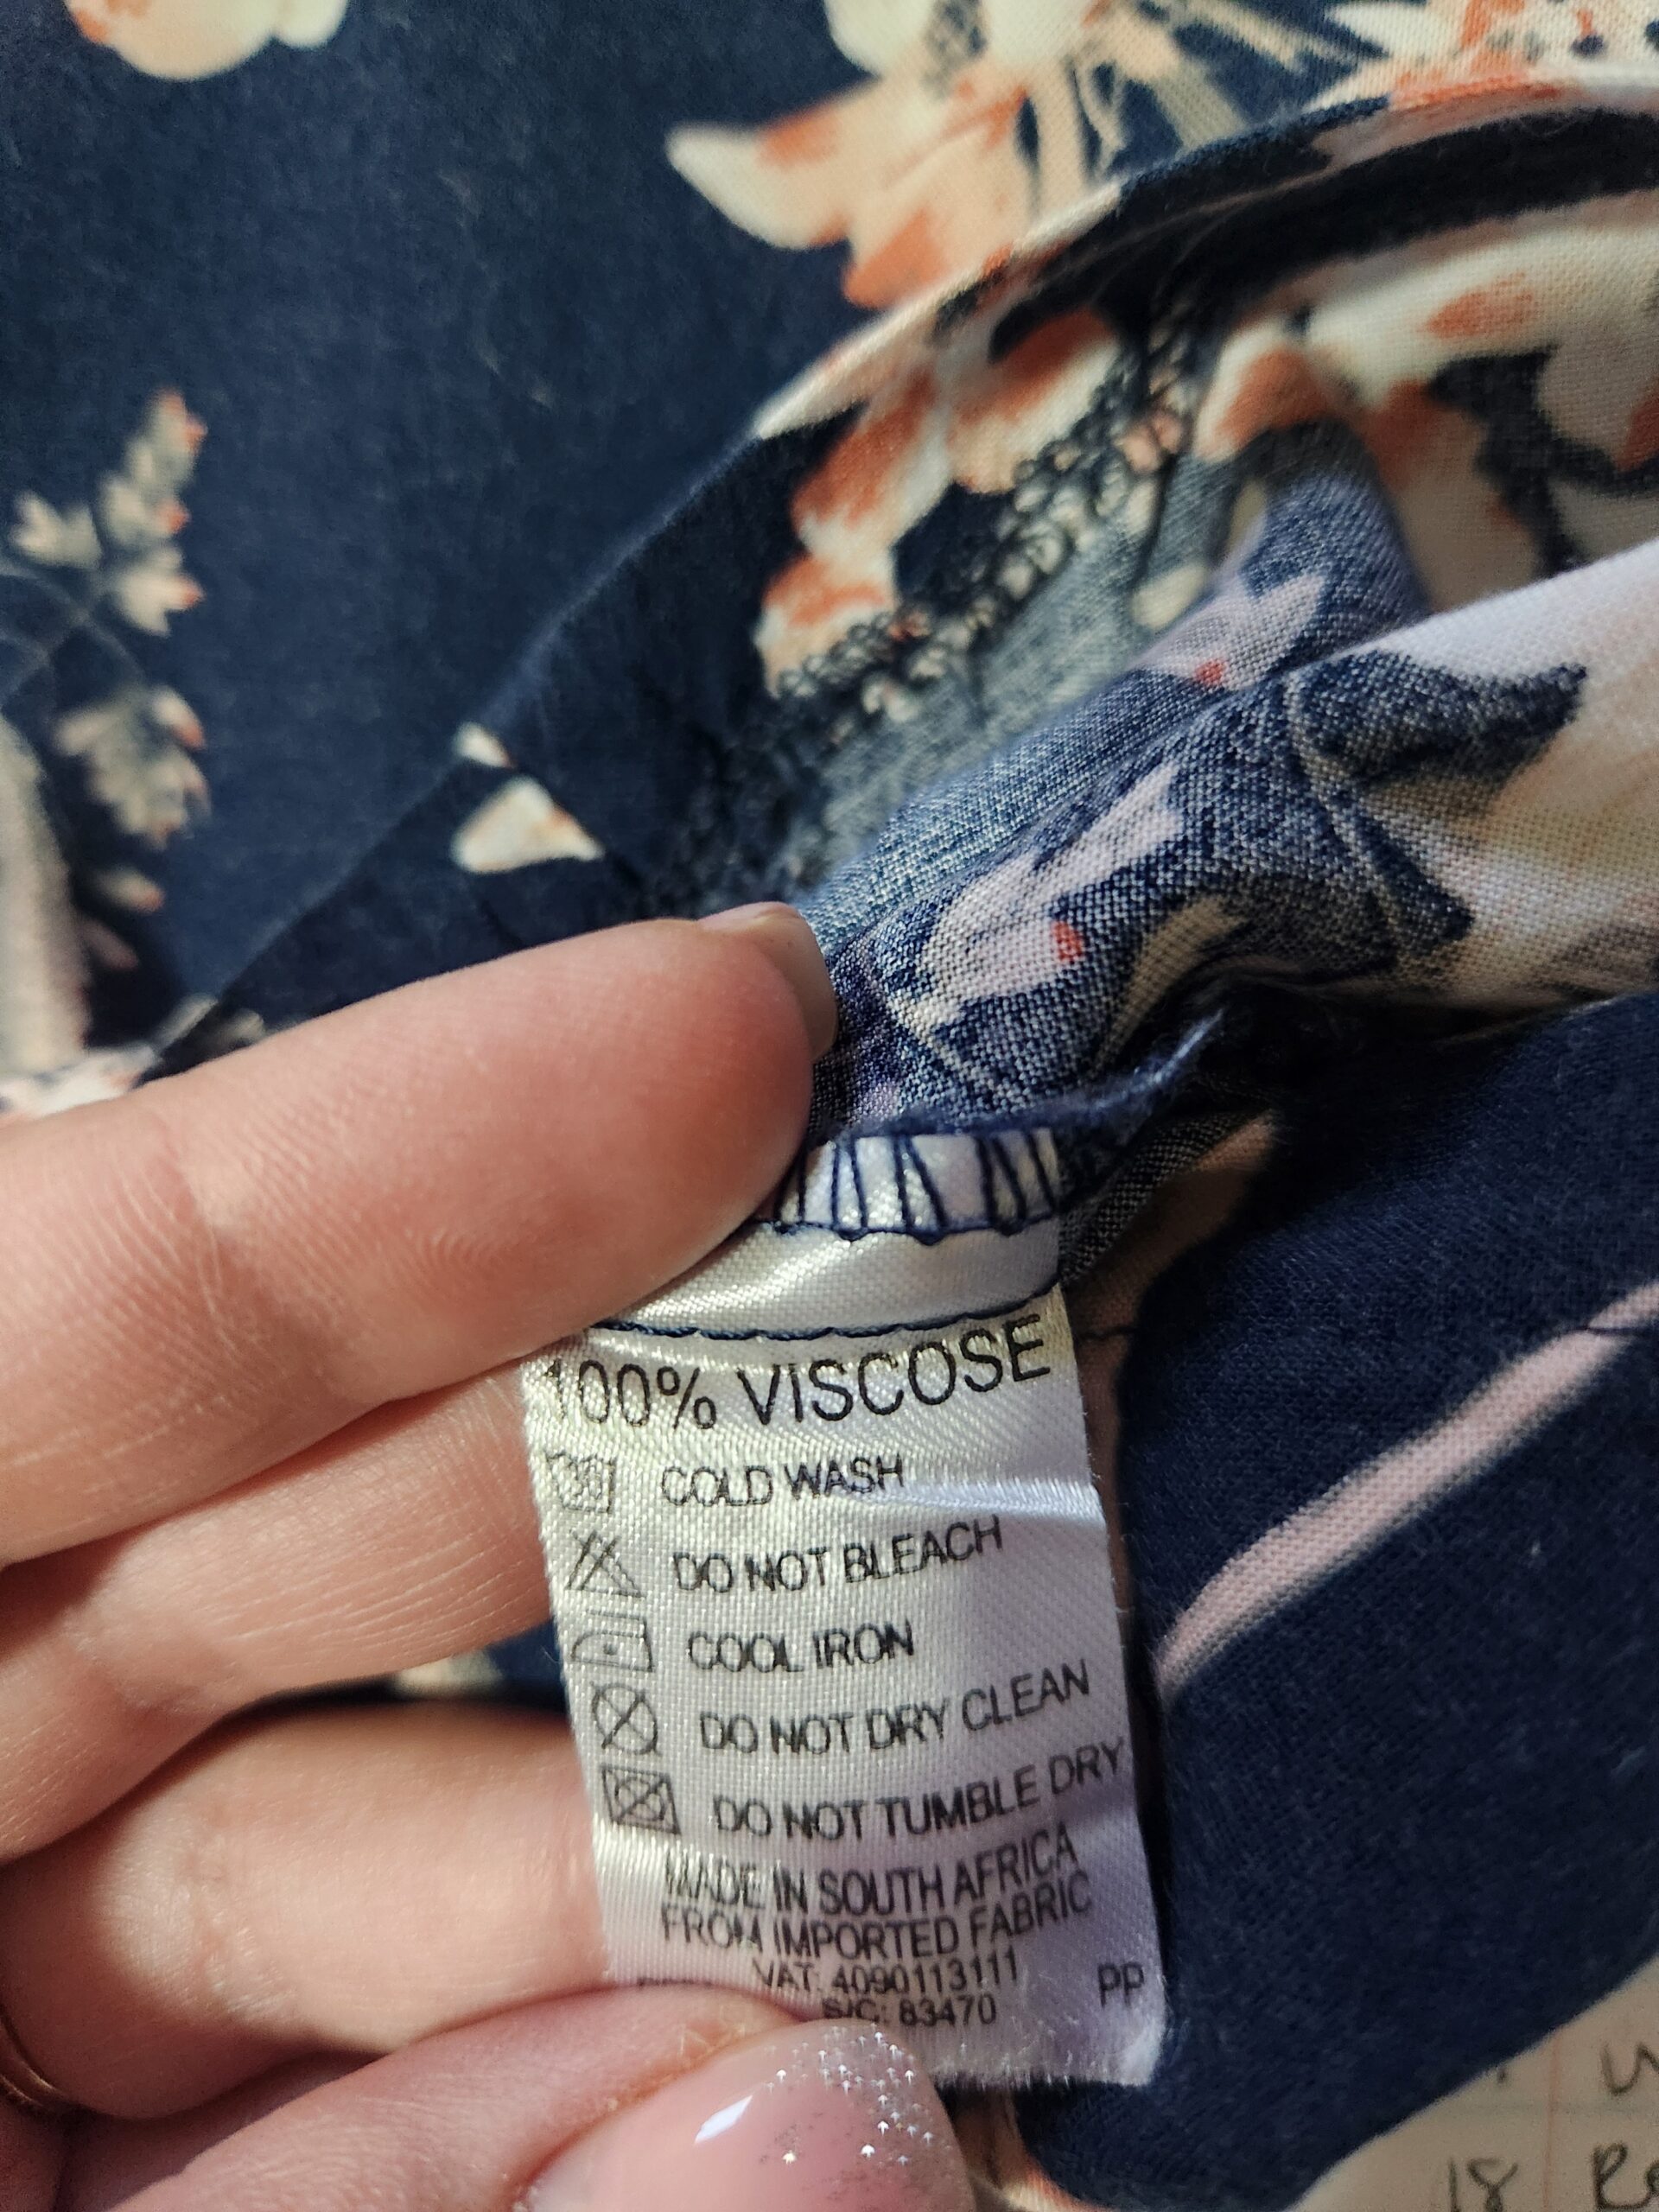 100% VISCOSE
COLD WASH
DO NOT BLEACH
COOL IRON
DO NOT DRY CLEAN
DO NOT TUMBLE DRY
MADE IN SOUTH AFRICA
FROM IMPORTED FABRIC
VAT: 4090113111 PP
S/C: 83470
18